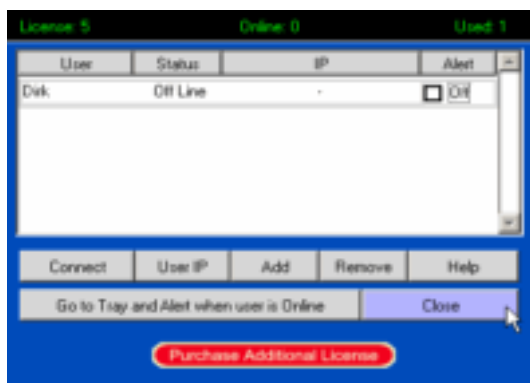 License: 5 Online: 0 Used: 1
User Status IP Alert
Dirk Off Line - Off
Connect User IP Add Remove Help
Go to Tray and Alert when user is Online Close
Purchase Additional License